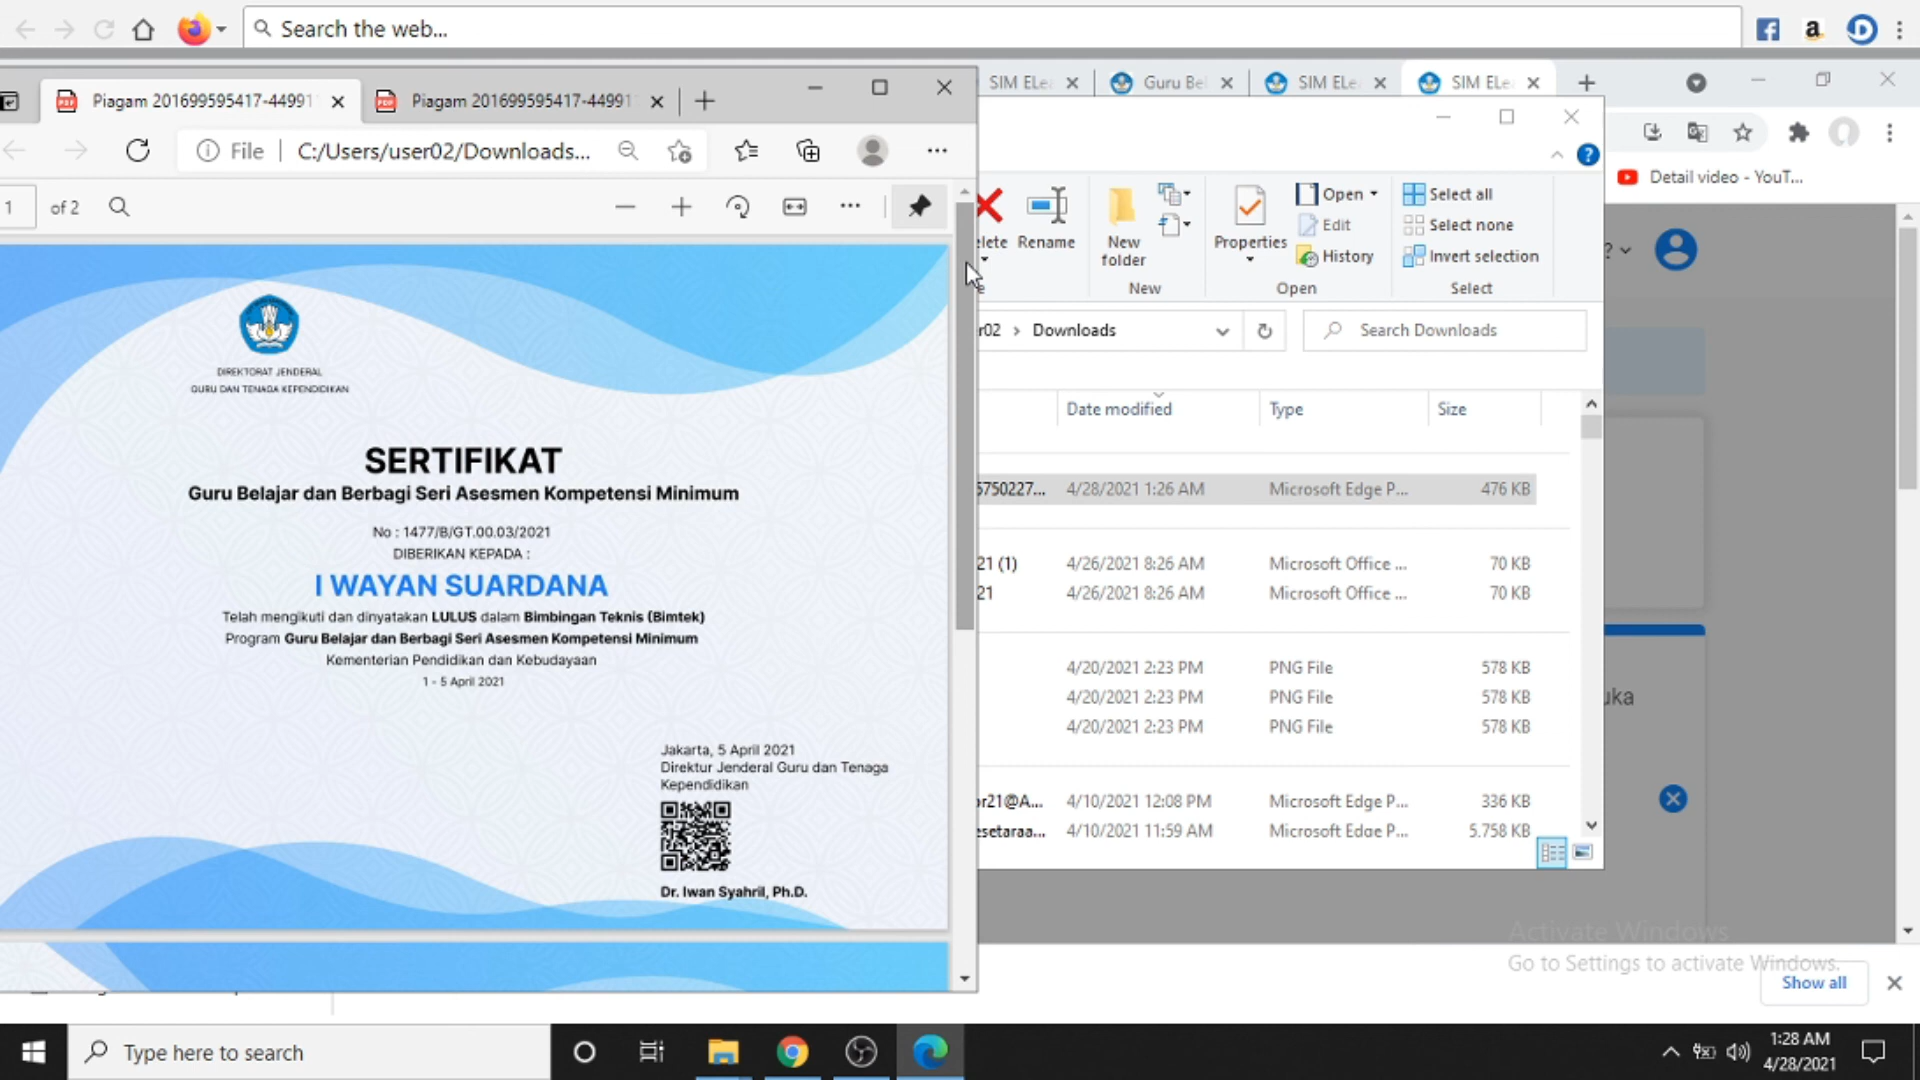 Search the web...
Piagam 201699595417-44991
Piagam 201699595417-44991
SIM ELe
Guru Be
SIM ELe
SIM ELe
File
C:/Users/user02/Downloads...
Detail video - YouT...
1 of 2
elete
Rename
New
folder
New
Properties
Open
Edit
History
Open
Select all
Select none
Invert selection
Select
r02 > Downloads
Search Downloads
Date modified
Type
Size
5750227... 4/28/2021 1:26 AM Microsoft Edge P... 476 KB
21 (1) 4/26/2021 8:26 AM Microsoft Office ... 70 KB
21 4/26/2021 8:26 AM Microsoft Office ... 70 KB
4/20/2021 2:23 PM PNG File 578 KB
4/20/2021 2:23 PM PNG File 578 KB
4/20/2021 2:23 PM PNG File 578 KB
or21@A... 4/10/2021 12:08 PM Microsoft Edge P... 336 KB
esetaraa... 4/10/2021 11:59 AM Microsoft Edge P... 5.758 KB
DIREKTORAT JENDERAL
GURU DAN TENAGA KEPENDIDIKAN
SERTIFIKAT
Guru Belajar dan Berbagi Seri Asesmen Kompetensi Minimum
No : 1477/B/GT.00.03/2021
DIBERIKAN KEPADA :
I WAYAN SUARDANA
Telah mengikuti dan dinyatakan LULUS dalam Bimbingan Teknis (Bimtek)
Program Guru Belajar dan Berbagi Seri Asesmen Kompetensi Minimum
Kementerian Pendidikan dan Kebudayaan
1 - 5 April 2021
Jakarta, 5 April 2021
Direktur Jenderal Guru dan Tenaga
Kependidikan
Dr. Iwan Syahril, Ph.D.
uka
Activate Windows
Go to Settings to activate Windows.
Show all
Type here to search
1:28 AM
4/28/2021